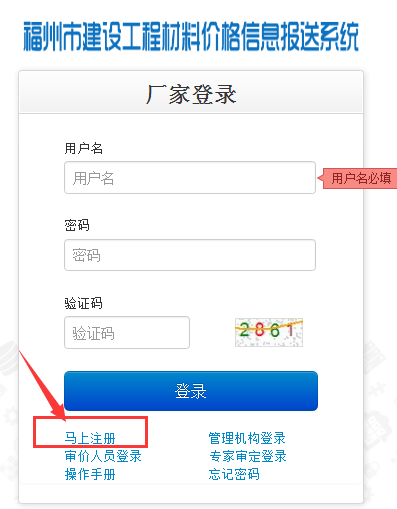 福州市建设工程材料价格信息报送系统
厂家登录
用户名
用户名 用户名必填
密码
密码
验证码
验证码 2861
登录
马上注册 管理机构登录
审价人员登录 专家审定登录
操作手册 忘记密码